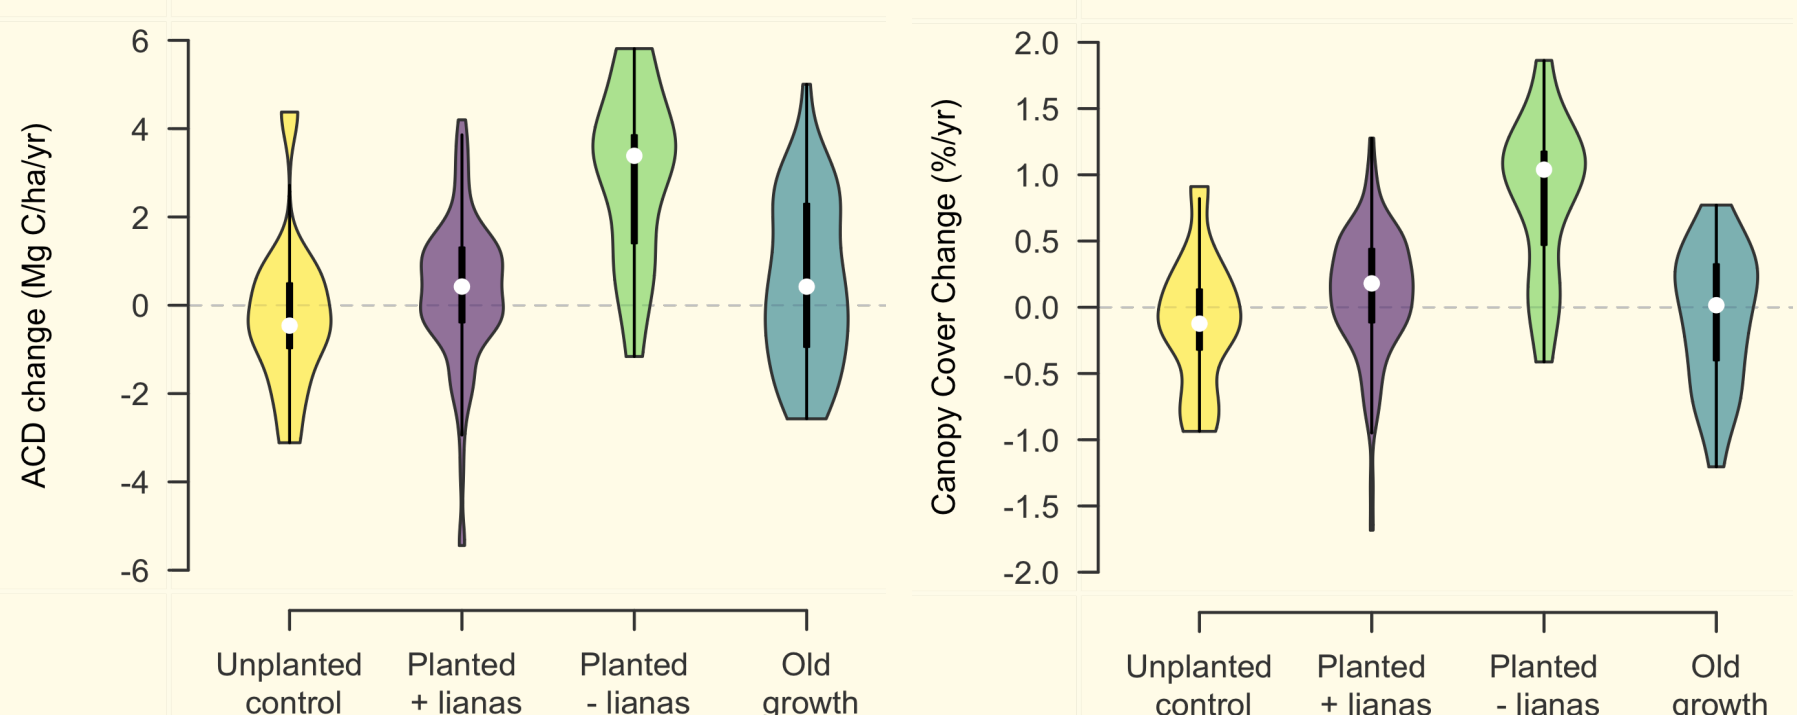 ACD change (Mg C/ha/yr)
6
4
2
0
-2
-4
-6
Unplanted control
Planted + lianas
Planted - lianas
Old growth
Canopy Cover Change (%/yr)
2.0
1.5
1.0
0.5
0.0
-0.5
-1.0
-1.5
-2.0
Unplanted control
Planted + lianas
Planted - lianas
Old growth